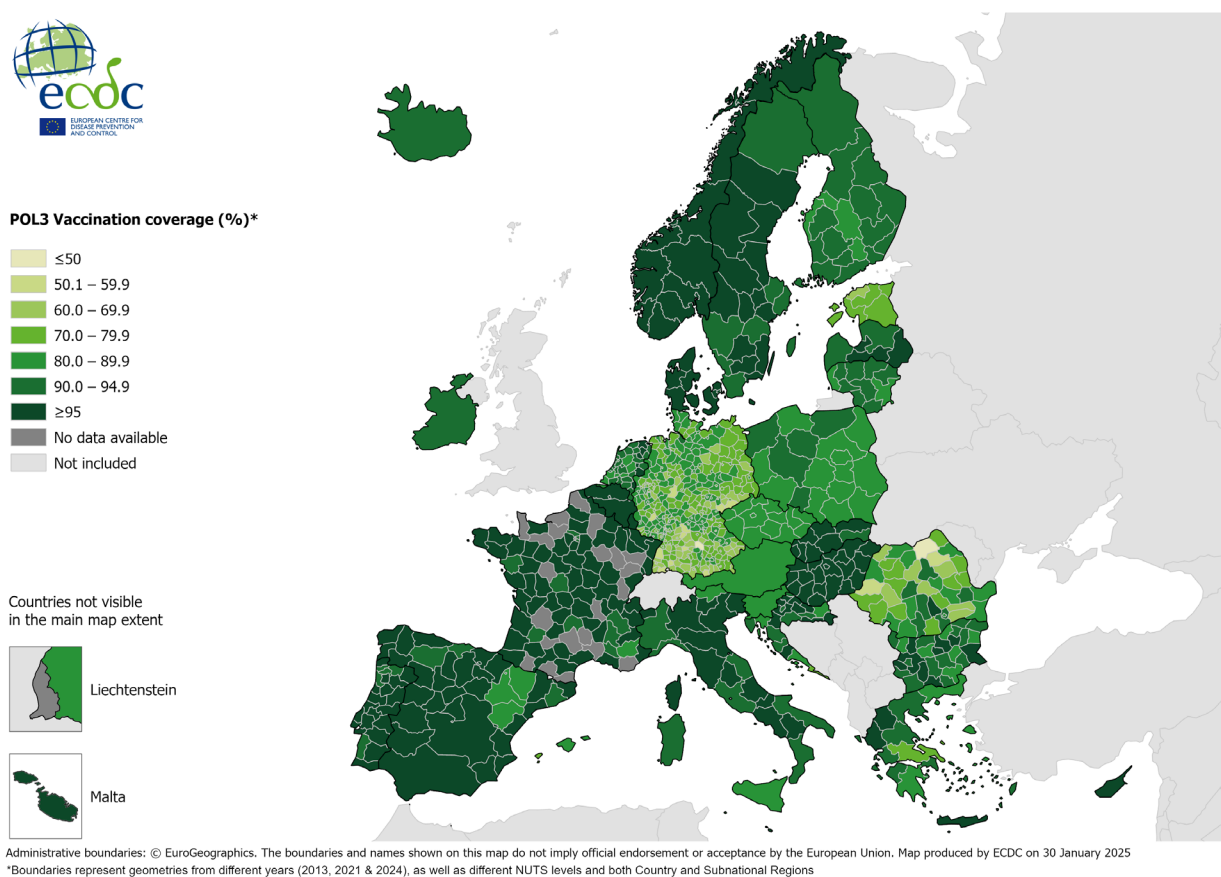 ecdc
EUROPEAN CENTRE FOR
DISEASE PREVENTION
AND CONTROL
POL3 Vaccination coverage (%)*
≤50
50.1 – 59.9
60.0 – 69.9
70.0 – 79.9
80.0 – 89.9
90.0 – 94.9
≥95
No data available
Not included
Countries not visible
in the main map extent
Liechtenstein
Malta
Administrative boundaries: © EuroGeographics. The boundaries and names shown on this map do not imply official endorsement or acceptance by the European Union. Map produced by ECDC on 30 January 2025
*Boundaries represent geometries from different years (2013, 2021 & 2024), as well as different NUTS levels and both Country and Subnational Regions